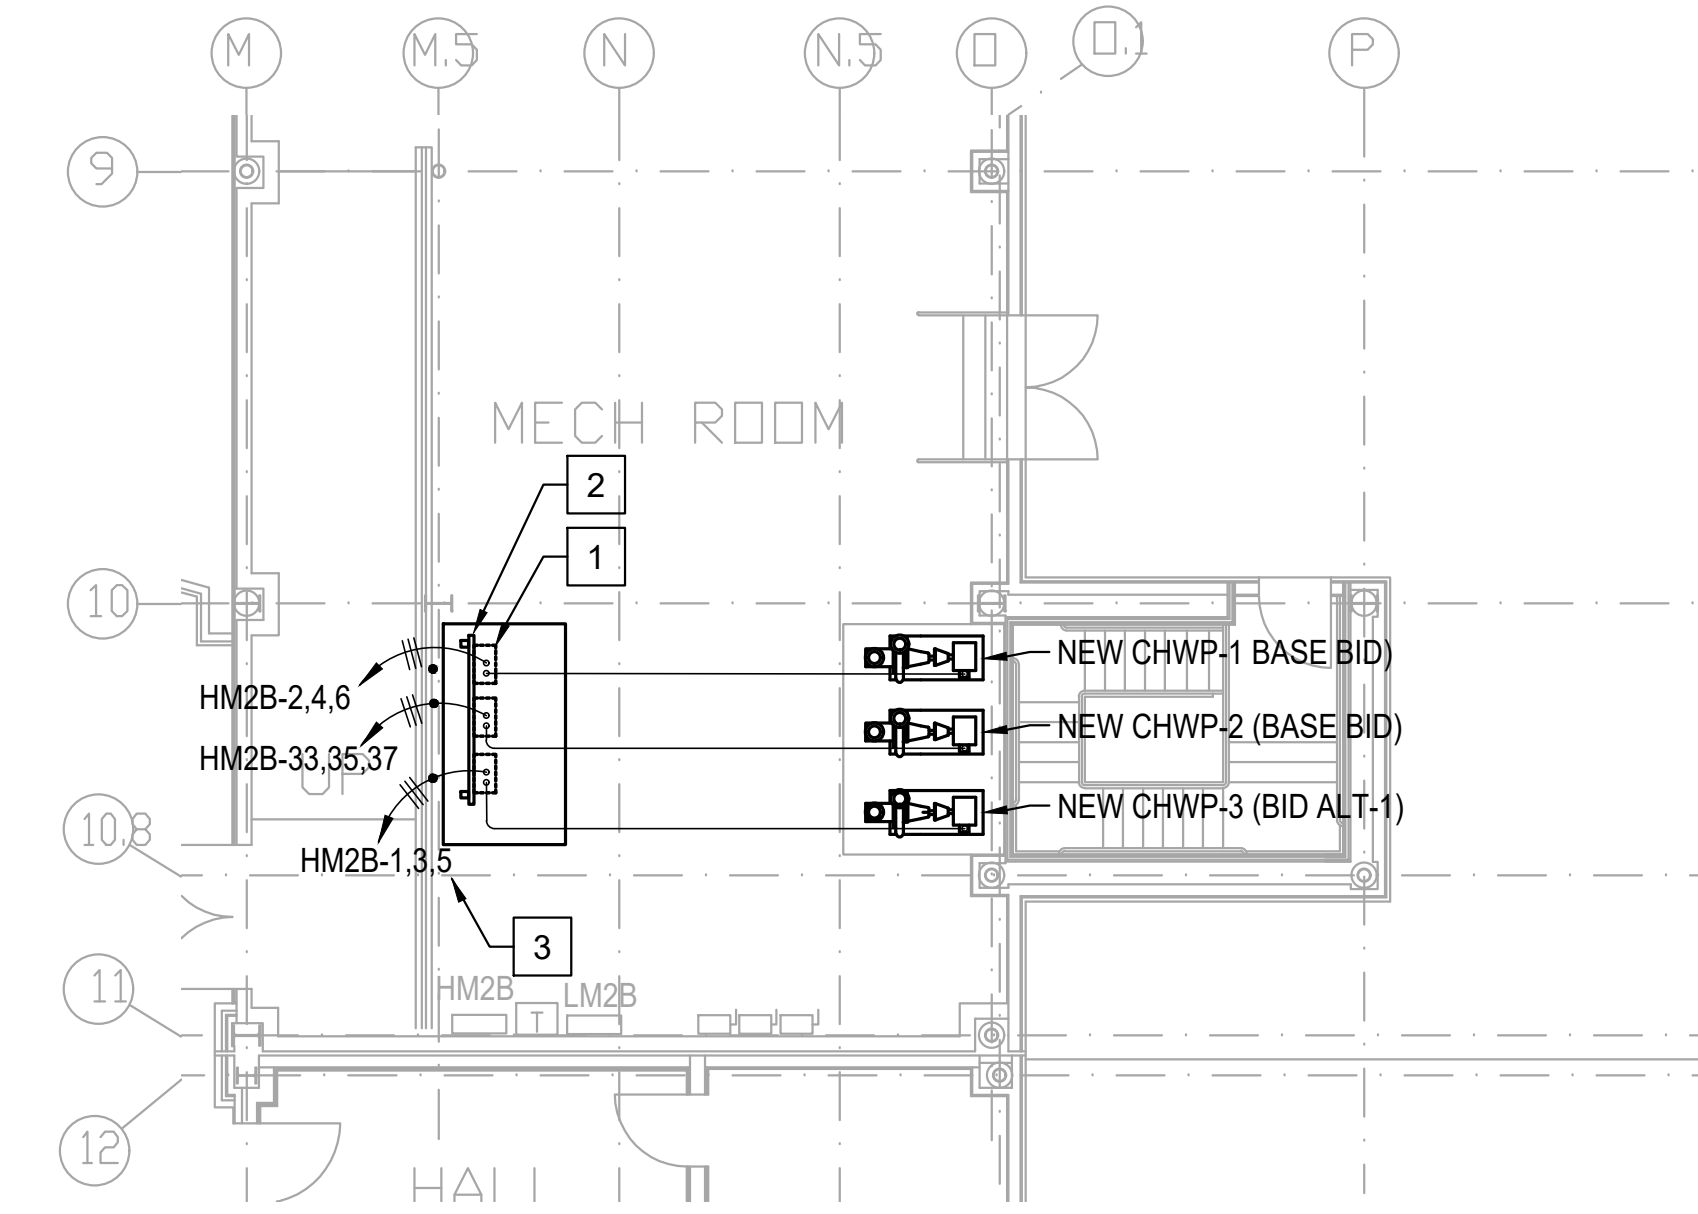 M
M.5
N
N.5
O
O.1
P
9
MECH ROOM
2
1
10
NEW CHWP-1 BASE BID)
HM2B-2,4,6
NEW CHWP-2 (BASE BID)
HM2B-33,35,37
UP
NEW CHWP-3 (BID ALT-1)
10.8
HM2B-1,3,5
3
11
HM2B
T
LM2B
12
HALL